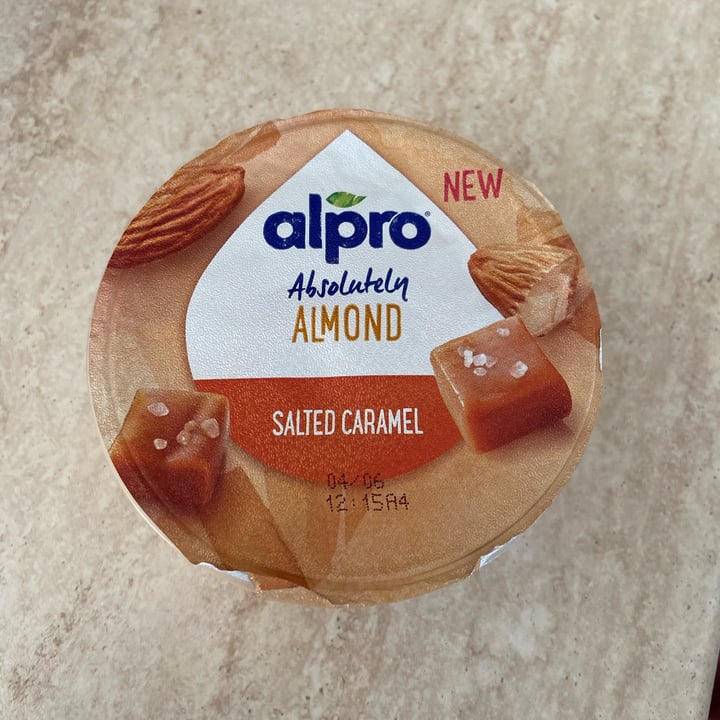 NEW
alpro
Absolutely
ALMOND
SALTED CARAMEL
04/06
12:15A4